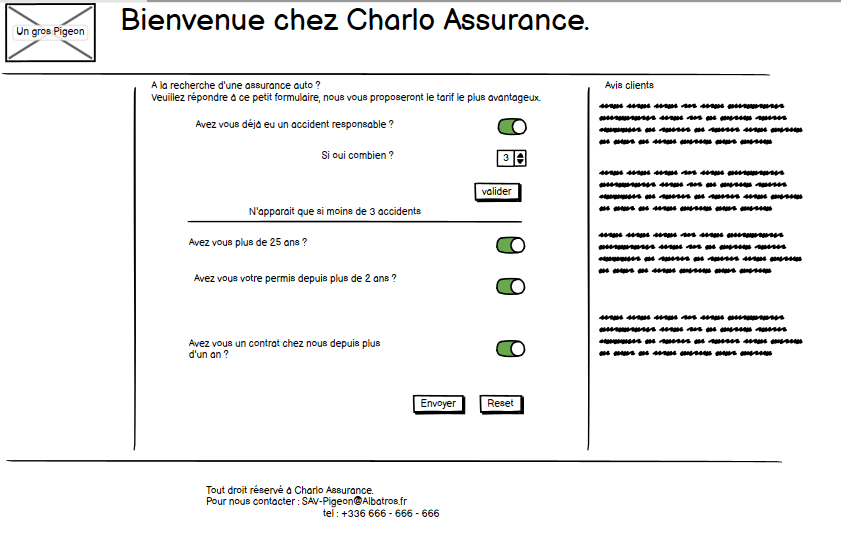 Un gros Pigeon
Bienvenue chez Charlo Assurance.
A la recherche d'une assurance auto ?
Veuillez répondre à ce petit formulaire, nous vous proposeront le tarif le plus avantageux.
Avez vous déjà eu un accident responsable ?
Si oui combien ?
3
valider
N'apparait que si moins de 3 accidents
Avez vous plus de 25 ans ?
Avez vous votre permis depuis plus de 2 ans ?
Avez vous un contrat chez nous depuis plus
d'un an ?
Envoyer
Reset
Avis clients
Tout droit réservé à Charlo Assurance.
Pour nous contacter : SAV-Pigeon@Albatros.fr
tel : +336 666 - 666 - 666